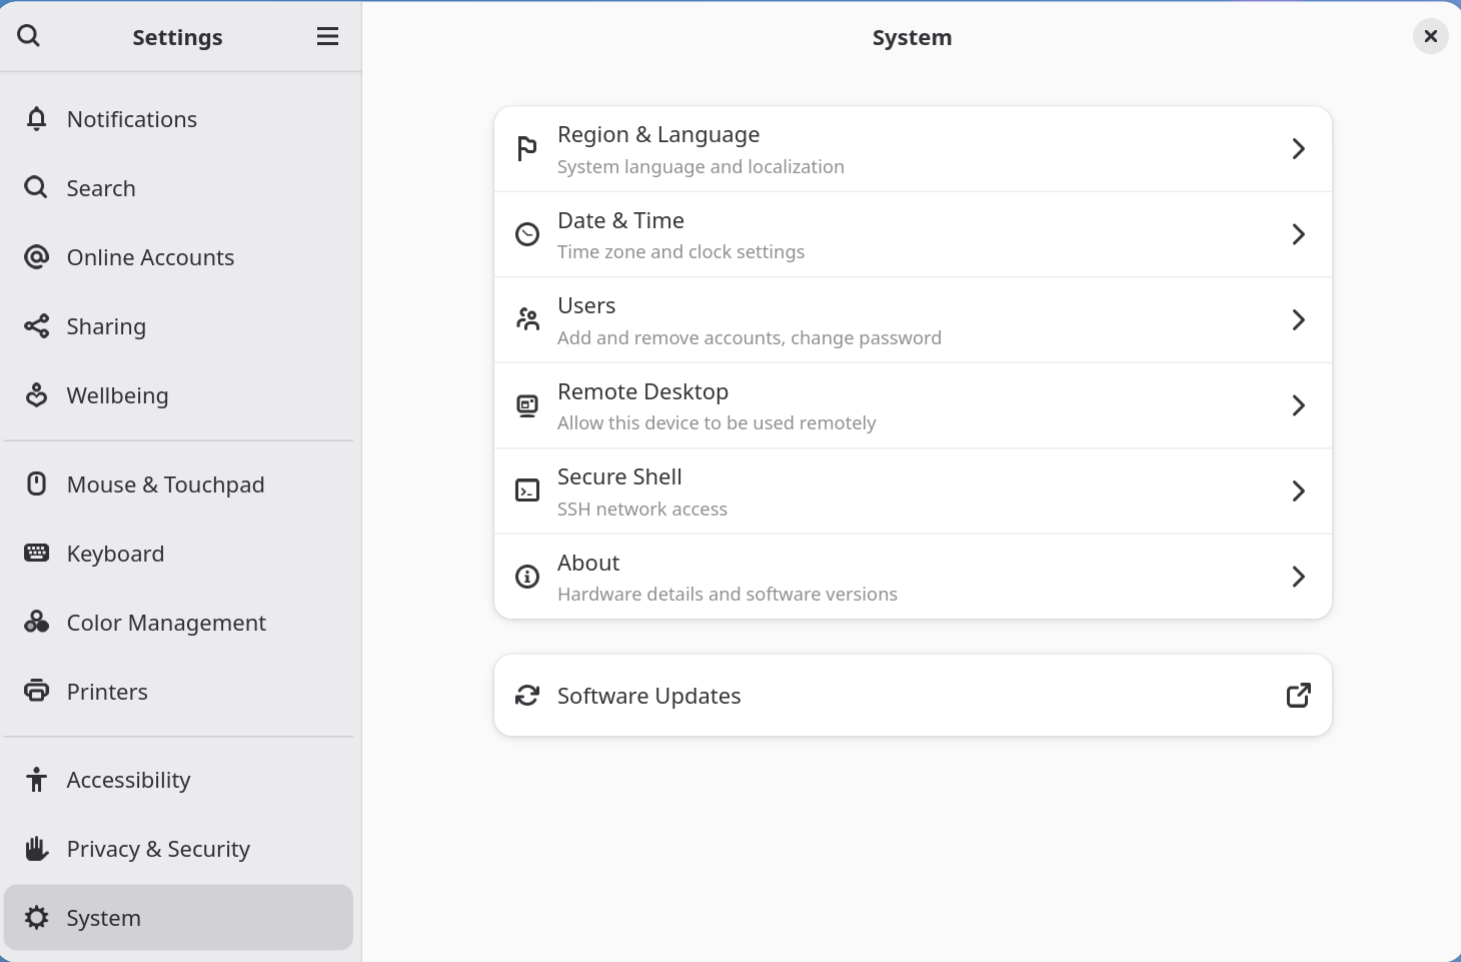 Settings
System
Notifications
Search
Online Accounts
Sharing
Wellbeing
Mouse & Touchpad
Keyboard
Color Management
Printers
Accessibility
Privacy & Security
System
Region & Language
System language and localization
Date & Time
Time zone and clock settings
Users
Add and remove accounts, change password
Remote Desktop
Allow this device to be used remotely
Secure Shell
SSH network access
About
Hardware details and software versions
Software Updates